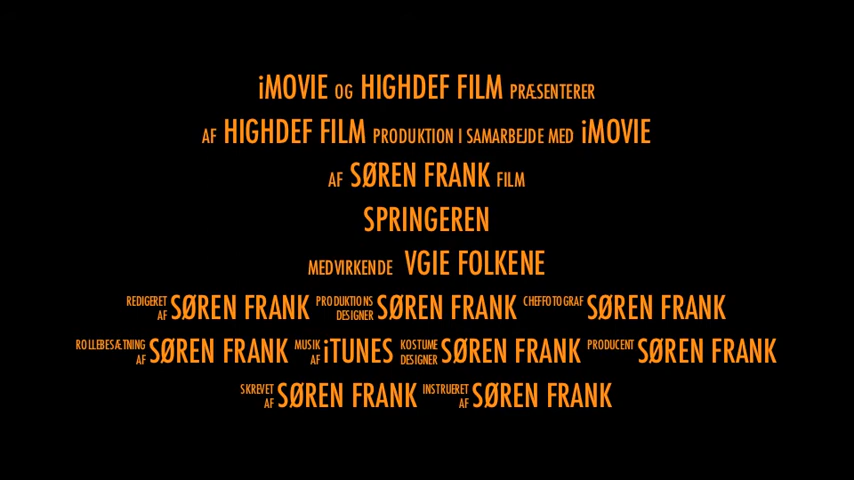 iMOVIE OG HIGHDEF FILM PRÆSENTERER
AF HIGHDEF FILM PRODUKTION I SAMARBEJDE MED iMOVIE
AF SØREN FRANK FILM
SPRINGEREN
MEDVIRKENDE VGIE FOLKENE
REDIGERET AF SØREN FRANK PRODUKTIONS DESIGNER SØREN FRANK CHEFFOTOGRAF SØREN FRANK
ROLLEBESÆTNING AF SØREN FRANK MUSIK AF iTUNES KOSTUME DESIGNER SØREN FRANK PRODUCENT SØREN FRANK
SKREVET AF SØREN FRANK INSTRUERET AF SØREN FRANK